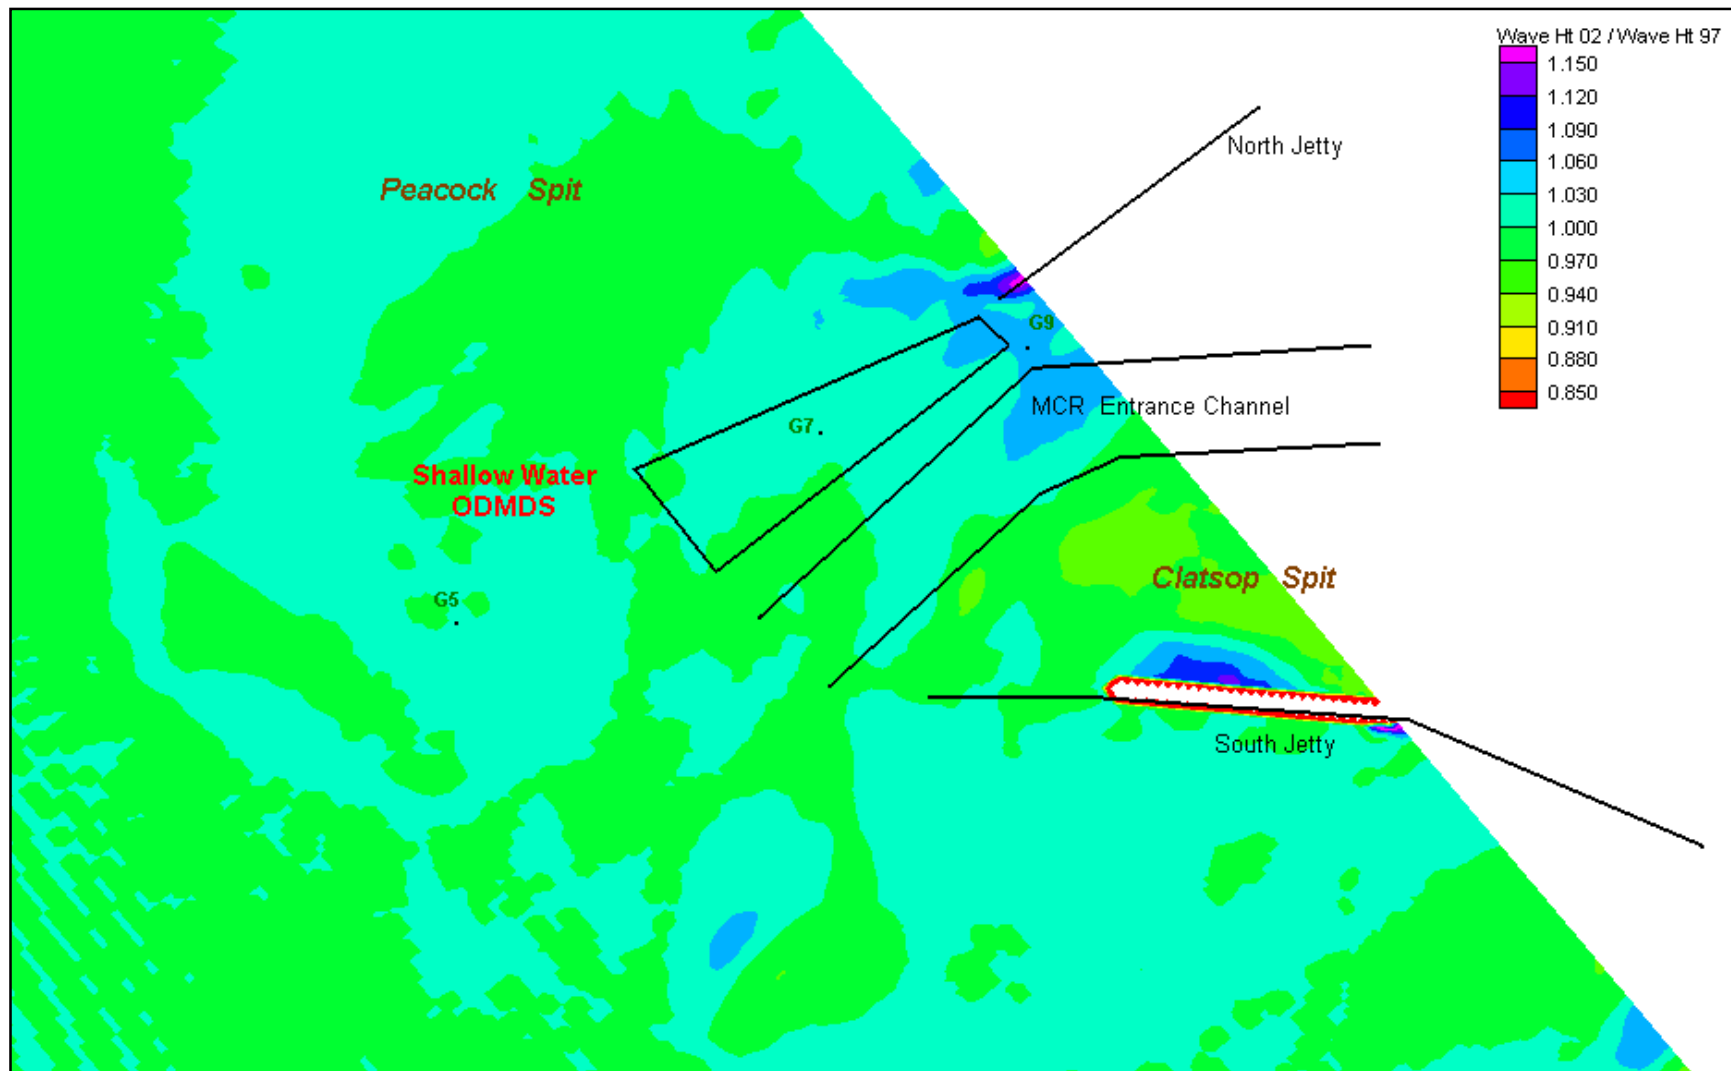 Wave Ht 02 / Wave Ht 97
1.150
1.120
1.090
1.060
1.030
1.000
0.970
0.940
0.910
0.880
0.850
North Jetty
Peacock Spit
G9
MCR Entrance Channel
G7
Shallow Water
ODMDS
Clatsop Spit
G5
South Jetty